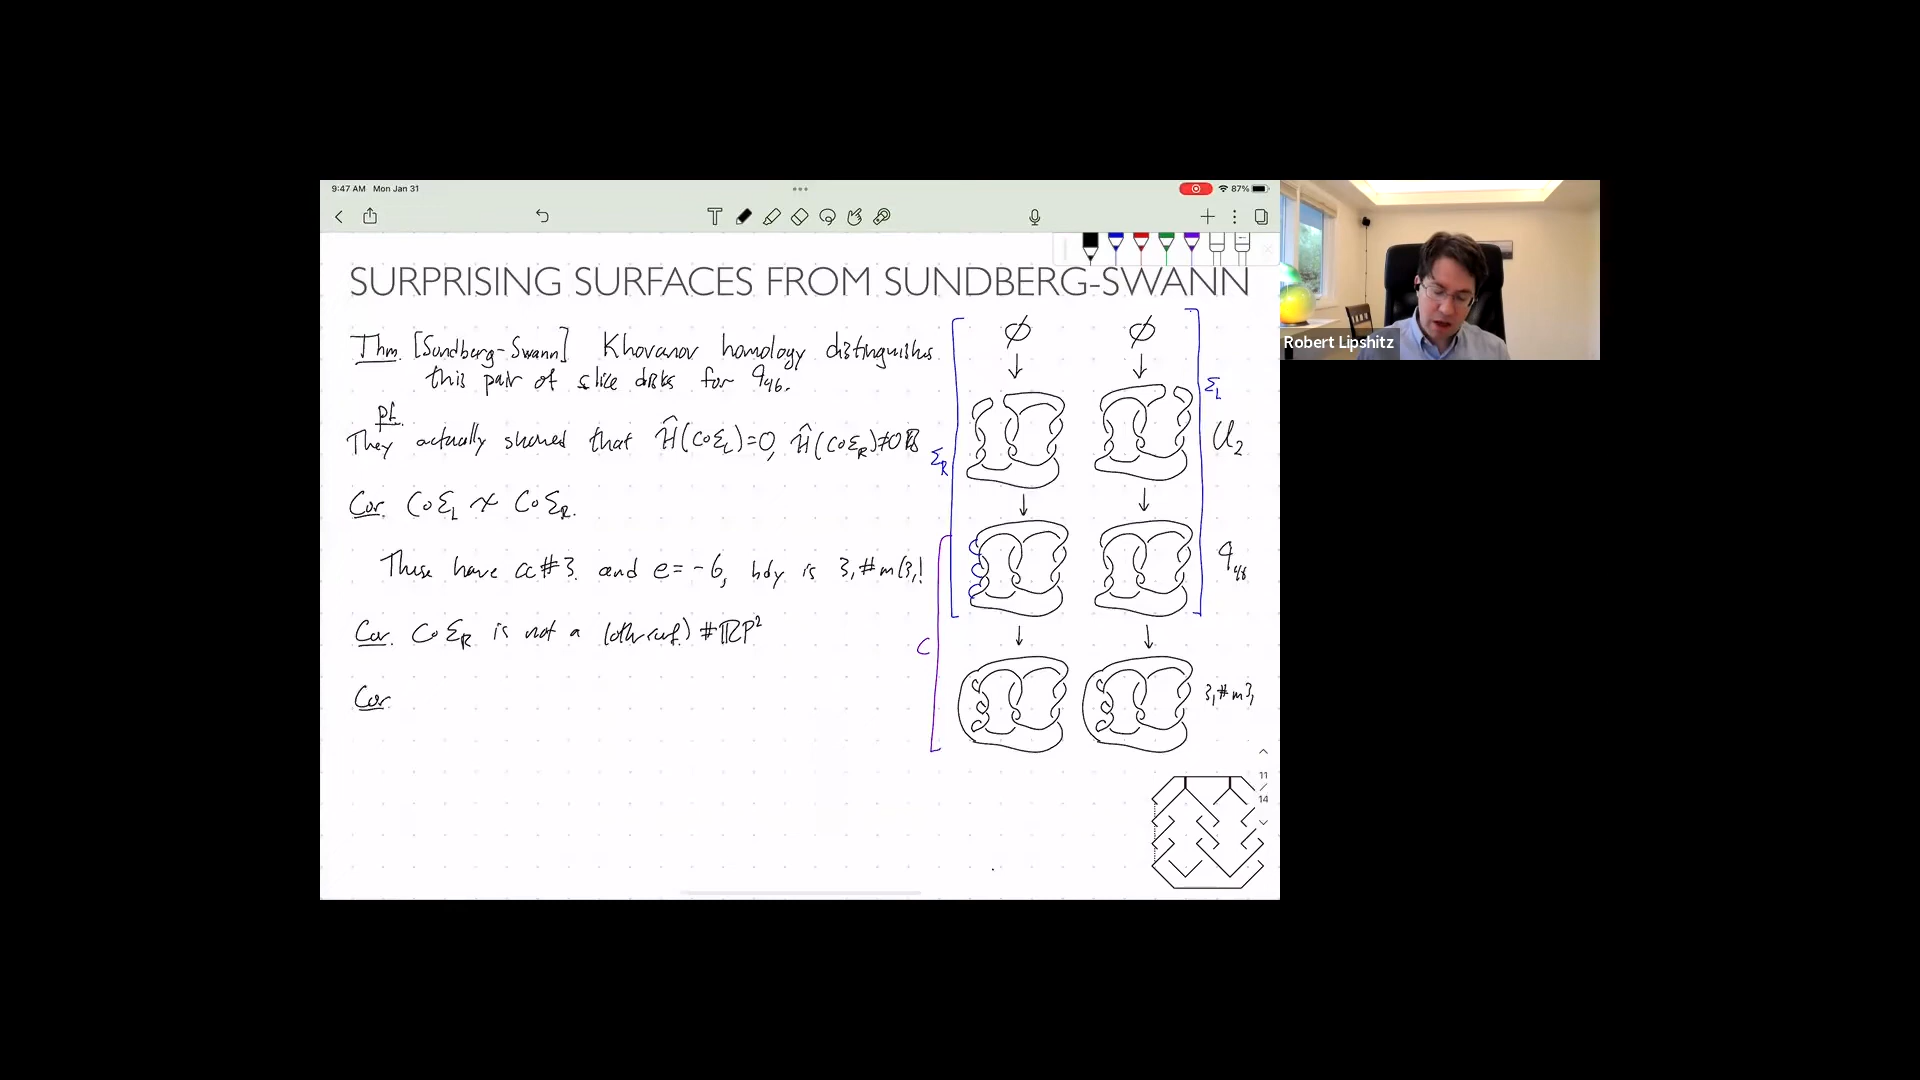 9:47 AM Mon Jan 31
87%
SURPRISING SURFACES FROM SUNDBERG-SWANN
Thm. [Sundberg-Swann] Khovanov homology distinguishes
this pair of slice disks for 9₄₆.
pf.
They actually showed that Ĥ(C∘Σ_L)=0, Ĥ(C∘Σ_R)≠0
Cor. C∘Σ_L ≁ C∘Σ_R.
These have cc#3. and e=-6, bdy is 3₁#m(3₁!
Cor. C∘Σ_R is not a (oth surf.) #RP²
Cor.
∅ ∅
Σ_L
U₂
Σ_R
9₄₆
C
3₁#m3₁
11
/
14
Robert Lipshitz